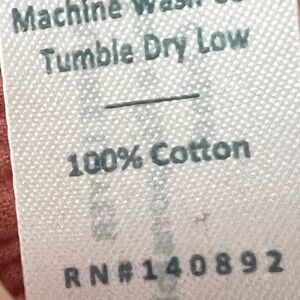 Machine Wash
Tumble Dry Low
100% Cotton
RN#140892